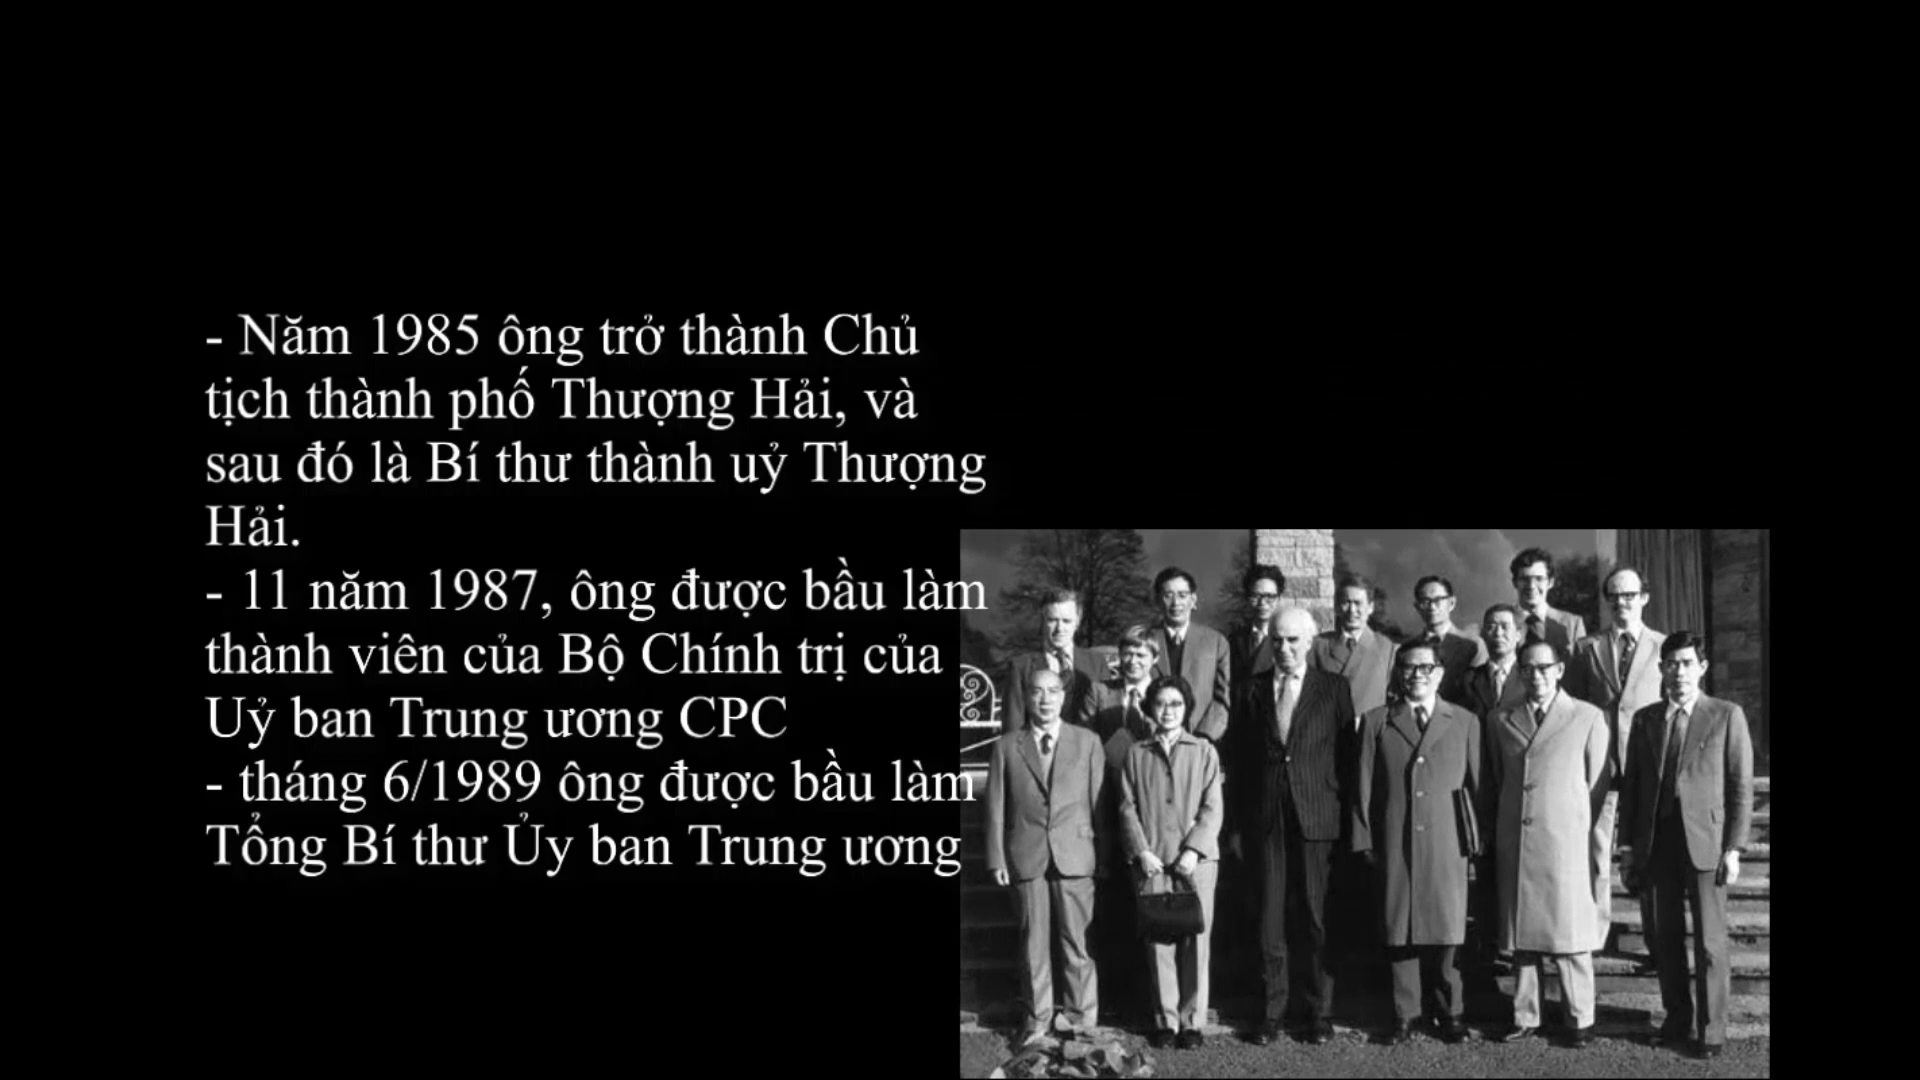 - Năm 1985 ông trở thành Chủ
tịch thành phố Thượng Hải, và
sau đó là Bí thư thành uỷ Thượng
Hải.
- 11 năm 1987, ông được bầu làm
thành viên của Bộ Chính trị của
Uỷ ban Trung ương CPC
- tháng 6/1989 ông được bầu làm
Tổng Bí thư Ủy ban Trung ương